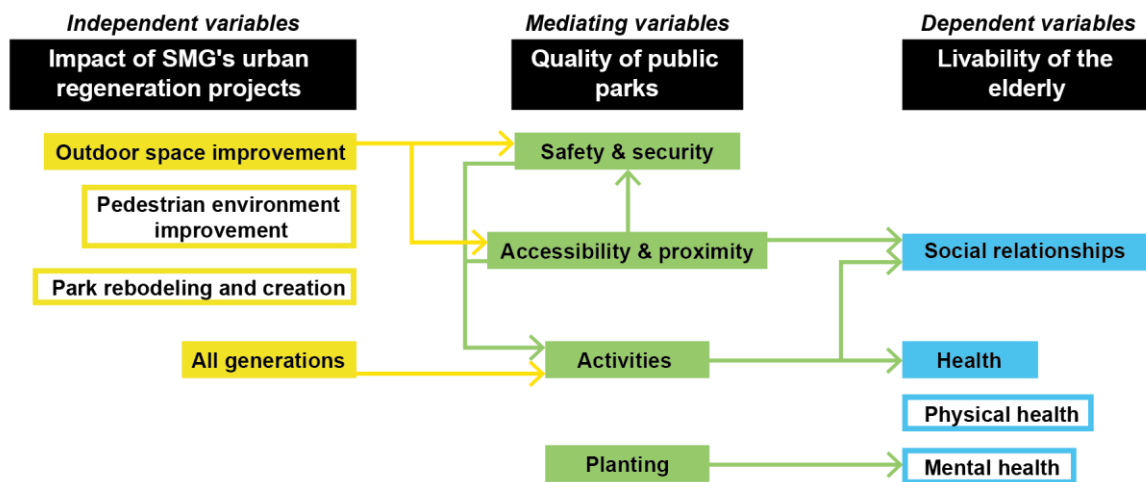 Independent variables
Mediating variables
Dependent variables
Impact of SMG's urban
regeneration projects
Quality of public
parks
Livability of the
elderly
Outdoor space improvement
Safety & security
Pedestrian environment
improvement
Accessibility & proximity
Social relationships
Park rebodeling and creation
All generations
Activities
Health
Physical health
Planting
Mental health